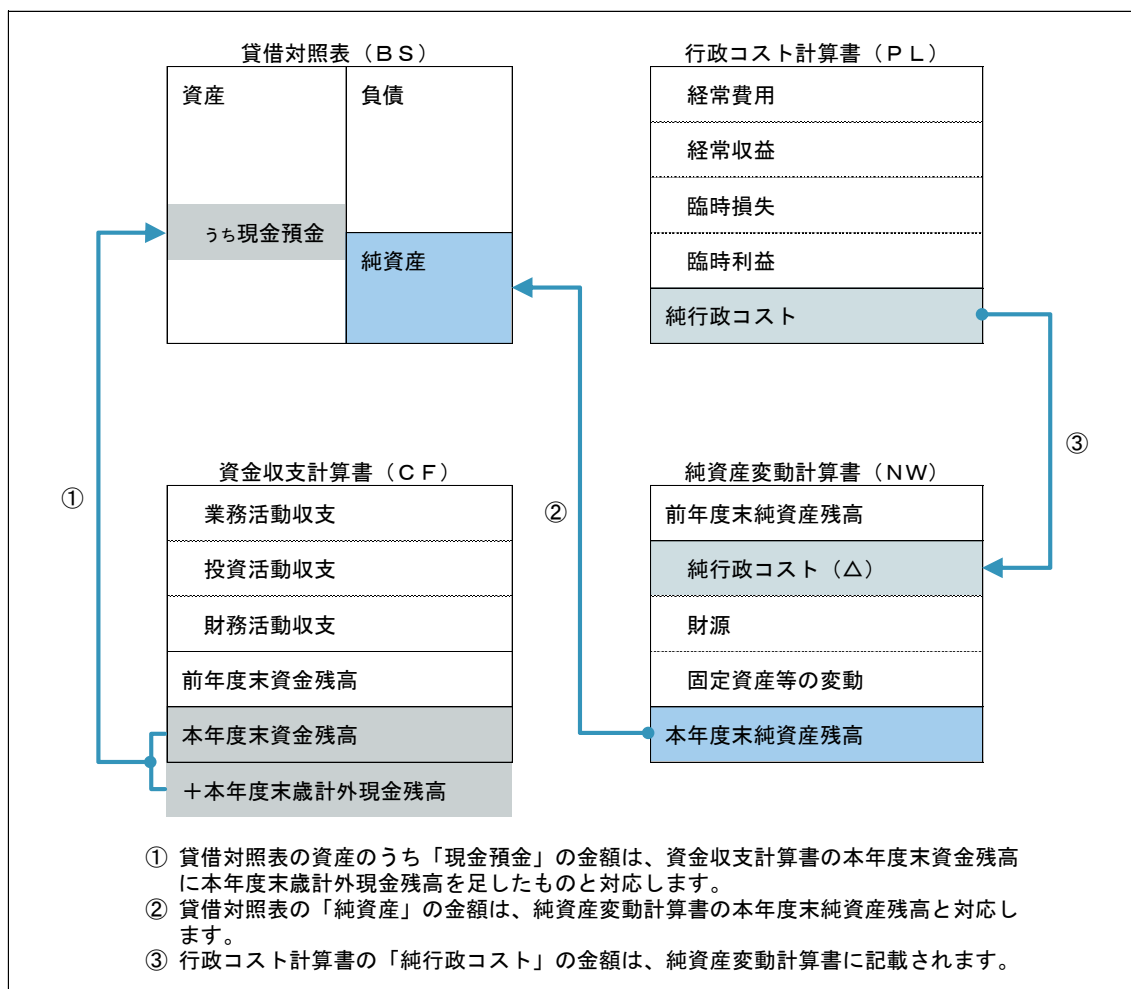 貸借対照表（ＢＳ）
資産
負債
うち現金預金
純資産
行政コスト計算書（ＰＬ）
経常費用
経常収益
臨時損失
臨時利益
純行政コスト
①
②
③
資金収支計算書（ＣＦ）
業務活動収支
投資活動収支
財務活動収支
前年度末資金残高
本年度末資金残高
＋本年度末歳計外現金残高
純資産変動計算書（ＮＷ）
前年度末純資産残高
純行政コスト（△）
財源
固定資産等の変動
本年度末純資産残高
① 貸借対照表の資産のうち「現金預金」の金額は、資金収支計算書の本年度末資金残高
に本年度末歳計外現金残高を足したものと対応します。
② 貸借対照表の「純資産」の金額は、純資産変動計算書の本年度末純資産残高と対応し
ます。
③ 行政コスト計算書の「純行政コスト」の金額は、純資産変動計算書に記載されます。